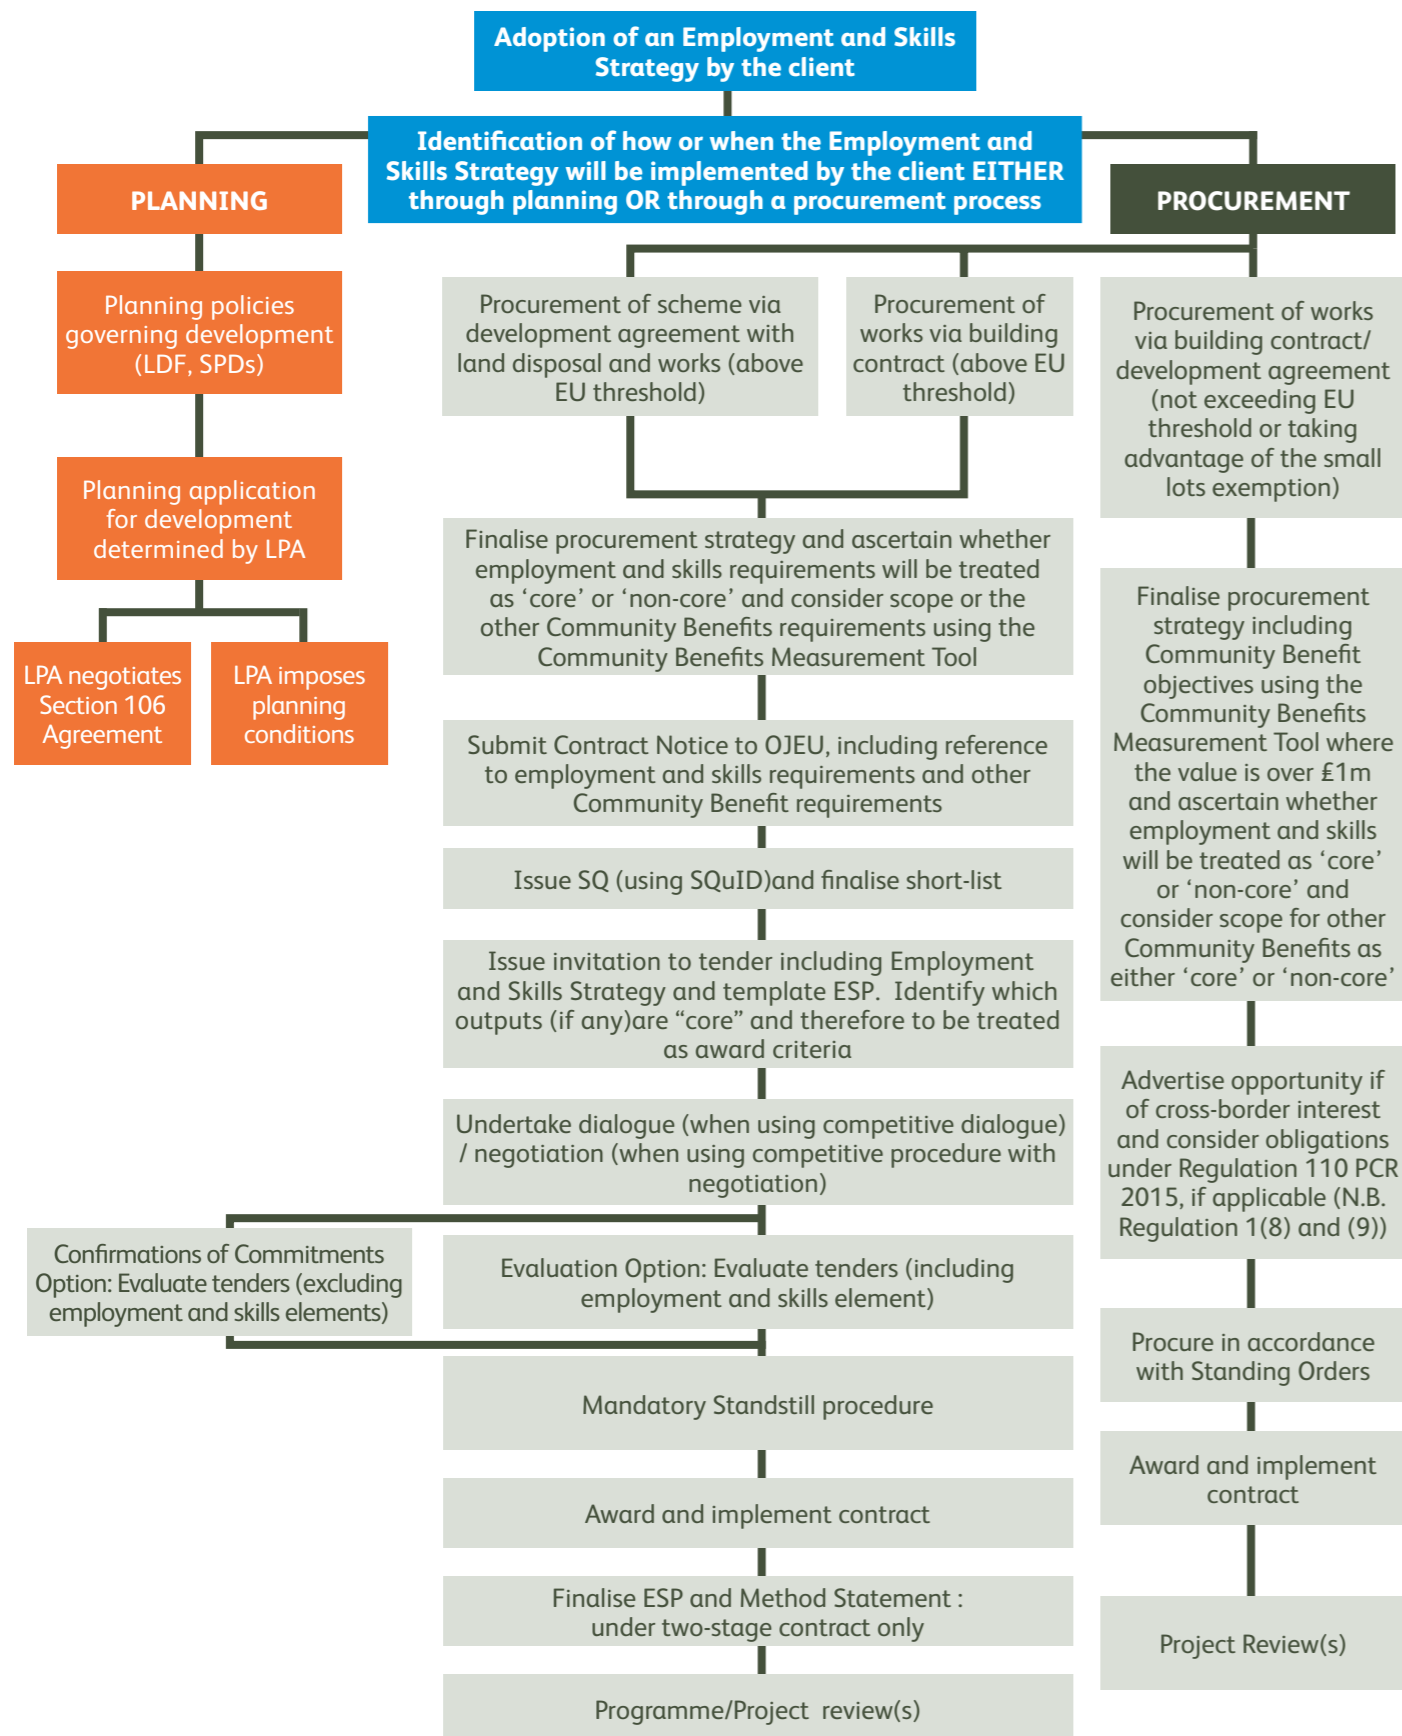 Adoption of an Employment and Skills
Strategy by the client
Identification of how or when the Employment and
Skills Strategy will be implemented by the client EITHER
through planning OR through a procurement process
PLANNING
Planning policies
governing development
(LDF, SPDs)
Planning application
for development
determined by LPA
LPA negotiates
Section 106
Agreement
LPA imposes
planning
conditions
PROCUREMENT
Procurement of scheme via
development agreement with
land disposal and works (above
EU threshold)
Procurement of
works via building
contract (above EU
threshold)
Finalise procurement strategy and ascertain whether
employment and skills requirements will be treated
as ‘core’ or ‘non-core’ and consider scope or the
other Community Benefits requirements using the
Community Benefits Measurement Tool
Submit Contract Notice to OJEU, including reference
to employment and skills requirements and other
Community Benefit requirements
Issue SQ (using SQuID)and finalise short-list
Issue invitation to tender including Employment
and Skills Strategy and template ESP.  Identify which
outputs (if any)are “core” and therefore to be treated
as award criteria
Undertake dialogue (when using competitive dialogue)
/ negotiation (when using competitive procedure with
negotiation)
Confirmations of Commitments
Option: Evaluate tenders (excluding
employment and skills elements)
Evaluation Option: Evaluate tenders (including
employment and skills element)
Mandatory Standstill procedure
Award and implement contract
Finalise ESP and Method Statement :
under two-stage contract only
Programme/Project  review(s)
Procurement of works
via building contract/
development agreement
(not exceeding EU
threshold or taking
advantage of the small
lots exemption)
Finalise procurement
strategy including
Community Benefit
objectives using the
Community Benefits
Measurement Tool where
the value is over £1m
and ascertain whether
employment and skills
will be treated as ‘core’
or ‘non-core’ and
consider scope for other
Community Benefits as
either ‘core’ or ‘non-core’
Advertise opportunity if
of cross-border interest
and consider obligations
under Regulation 110 PCR
2015, if applicable (N.B.
Regulation 1(8) and (9))
Procure in accordance
with Standing Orders
Award and implement
contract
Project Review(s)